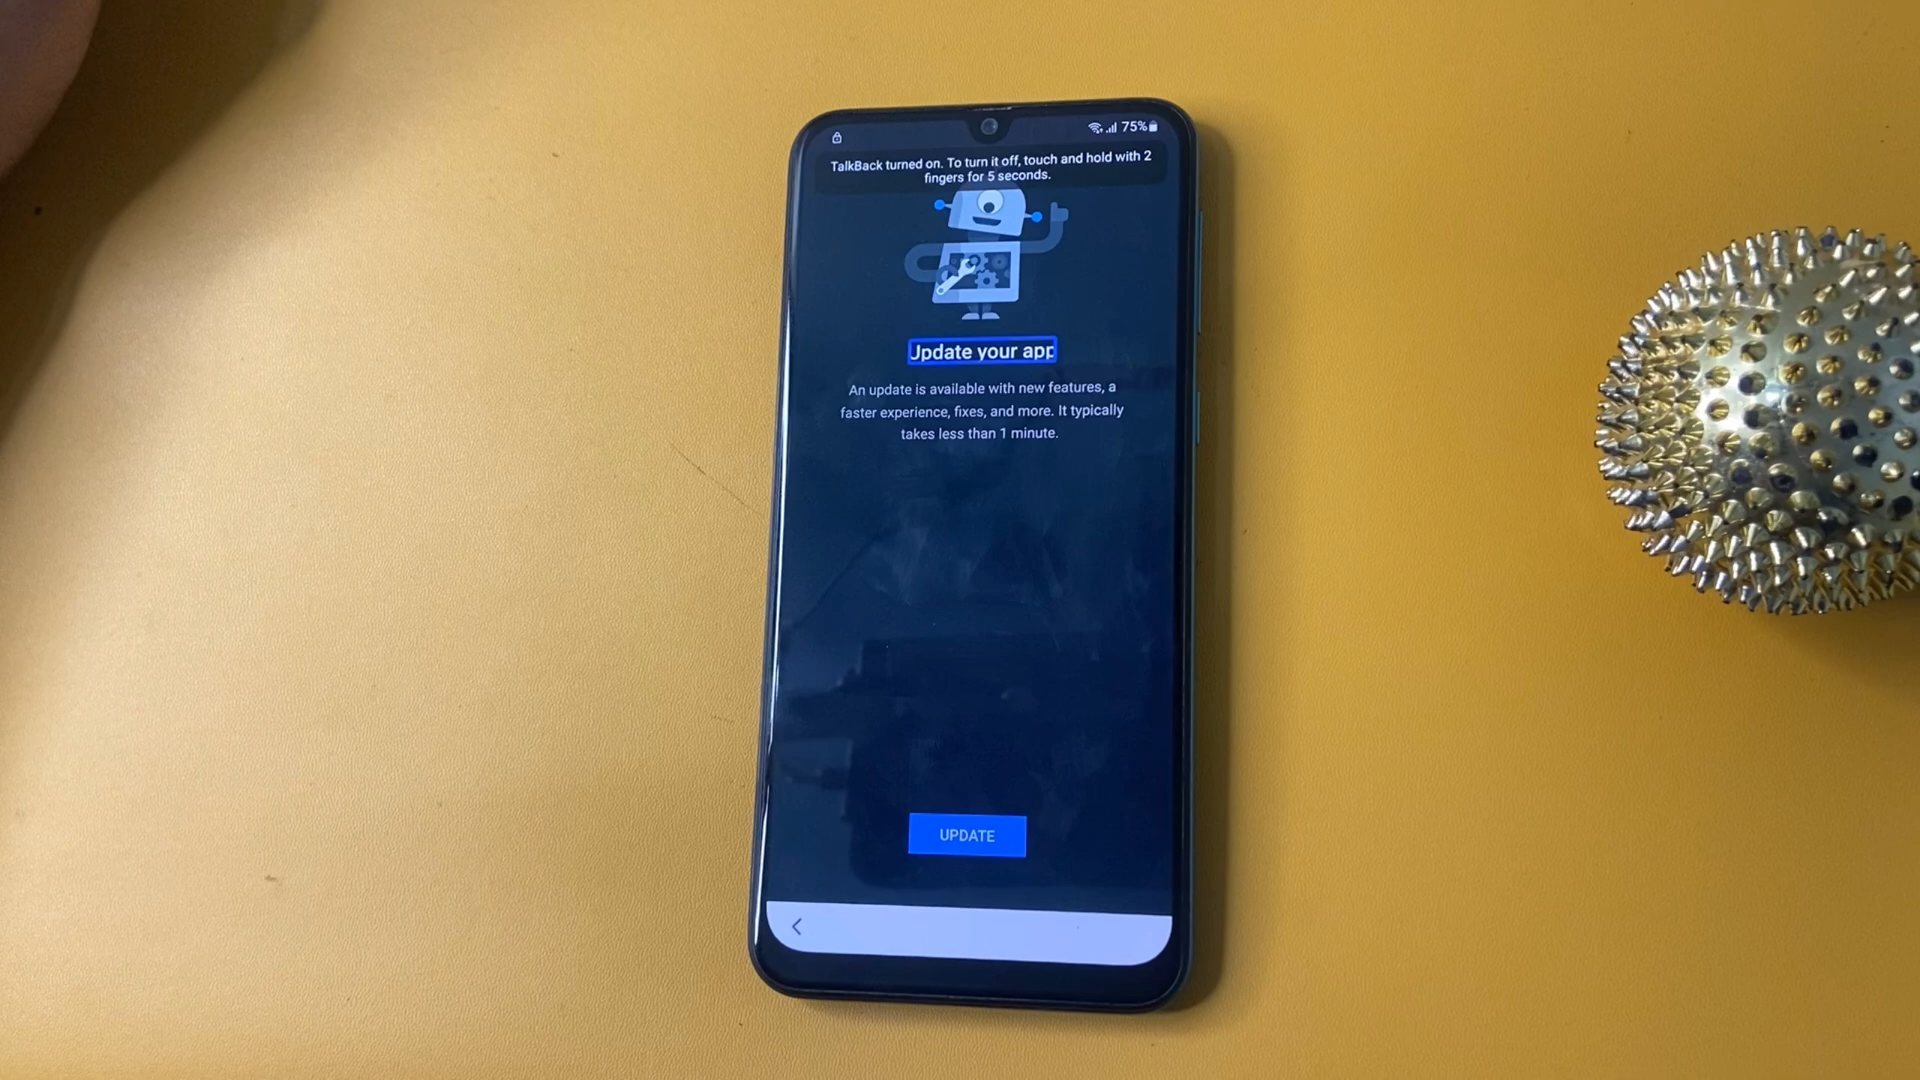 75%
TalkBack turned on. To turn it off, touch and hold with 2
fingers for 5 seconds.
Update your app
An update is available with new features, a
faster experience, fixes, and more. It typically
takes less than 1 minute.
UPDATE